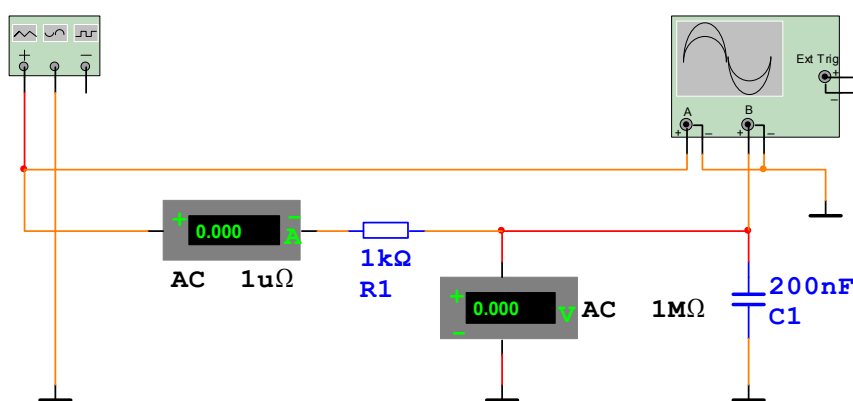 + −
Ext Trig
+
−
A B
+ − + −
+ −
0.000 A
AC 1uΩ
1kΩ
R1
+
0.000 V
−
AC 1MΩ
200nF
C1